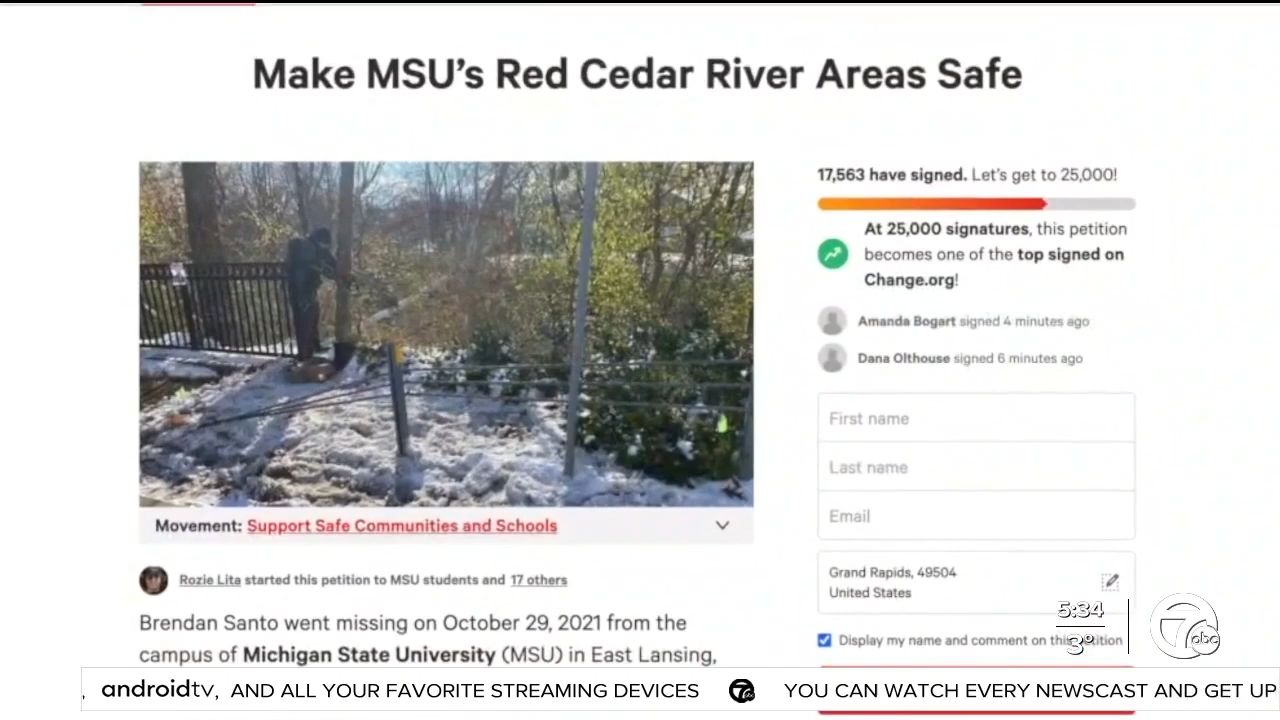 Make MSU's Red Cedar River Areas Safe
17,563 have signed. Let's get to 25,000!
At 25,000 signatures, this petition
becomes one of the top signed on
Change.org!
Amanda Bogart signed 4 minutes ago
Dana Olthouse signed 6 minutes ago
First name
Last name
Email
Grand Rapids, 49504
United States
Display my name and comment on this petition
Movement: Support Safe Communities and Schools
Rozie Lita started this petition to MSU students and 17 others
Brendan Santo went missing on October 29, 2021 from the
campus of Michigan State University (MSU) in East Lansing,
5:34
3°
7 abc
, androidtv, AND ALL YOUR FAVORITE STREAMING DEVICES 7 YOU CAN WATCH EVERY NEWSCAST AND GET UP